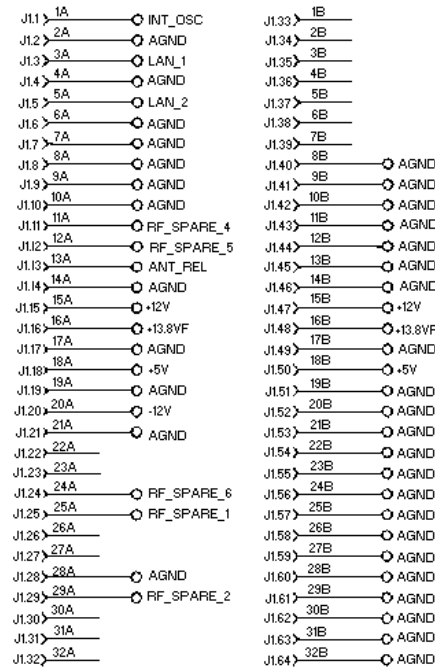 J1.1 1A INT_OSC
J1.2 2A AGND
J1.3 3A LAN_1
J1.4 4A AGND
J1.5 5A LAN_2
J1.6 6A AGND
J1.7 7A AGND
J1.8 8A AGND
J1.9 9A AGND
J1.10 10A AGND
J1.11 11A RF_SPARE_4
J1.12 12A RF_SPARE_5
J1.13 13A ANT_REL
J1.14 14A AGND
J1.15 15A +12V
J1.16 16A +13.8VF
J1.17 17A AGND
J1.18 18A +5V
J1.19 19A AGND
J1.20 20A -12V
J1.21 21A AGND
J1.22 22A
J1.23 23A
J1.24 24A RF_SPARE_6
J1.25 25A RF_SPARE_1
J1.26 26A
J1.27 27A
J1.28 28A AGND
J1.29 29A RF_SPARE_2
J1.30 30A
J1.31 31A
J1.32 32A
J1.33 1B
J1.34 2B
J1.35 3B
J1.36 4B
J1.37 5B
J1.38 6B
J1.39 7B
J1.40 8B AGND
J1.41 9B AGND
J1.42 10B AGND
J1.43 11B AGND
J1.44 12B AGND
J1.45 13B AGND
J1.46 14B AGND
J1.47 15B +12V
J1.48 16B +13.8VF
J1.49 17B AGND
J1.50 18B +5V
J1.51 19B AGND
J1.52 20B AGND
J1.53 21B AGND
J1.54 22B AGND
J1.55 23B AGND
J1.56 24B AGND
J1.57 25B AGND
J1.58 26B AGND
J1.59 27B AGND
J1.60 28B AGND
J1.61 29B AGND
J1.62 30B AGND
J1.63 31B AGND
J1.64 32B AGND